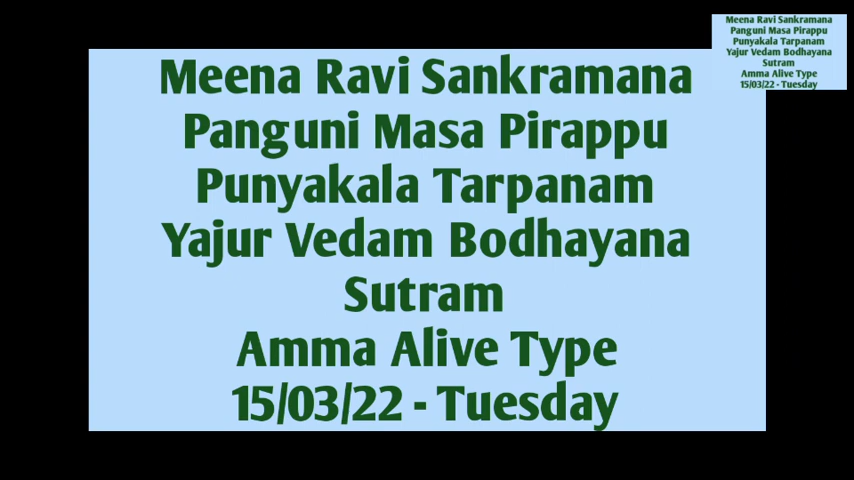 Meena Ravi Sankramana
Panguni Masa Pirappu
Punyakala Tarpanam
Yajur Vedam Bodhayana
Sutram
Amma Alive Type
15/03/22 - Tuesday
Meena Ravi Sankramana
Panguni Masa Pirappu
Punyakala Tarpanam
Yajur Vedam Bodhayana
Sutram
Amma Alive Type
15/03/22 - Tuesday